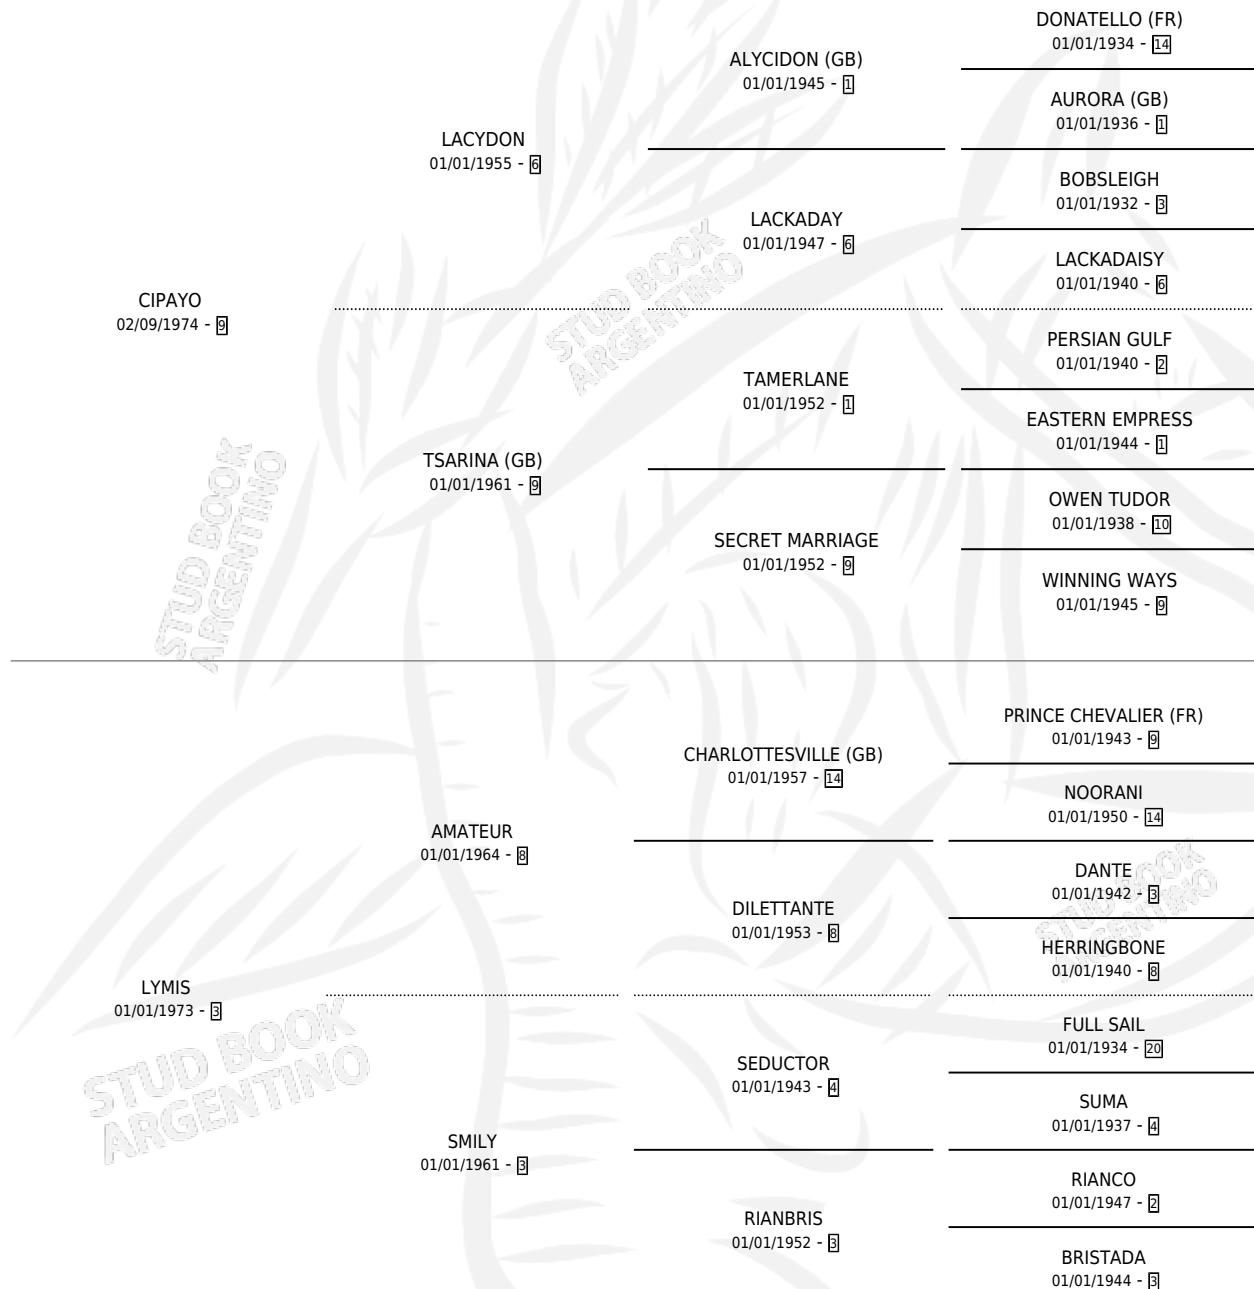 DONATELLO (FR)
01/01/1934 - 14
ALYCIDON (GB)
01/01/1945 - 1
AURORA (GB)
01/01/1936 - 1
LACYDON
01/01/1955 - 6
BOBSLEIGH
01/01/1932 - 3
LACKADAY
01/01/1947 - 6
LACKADAISY
01/01/1940 - 6
CIPAYO
02/09/1974 - 9
PERSIAN GULF
01/01/1940 - 2
TAMERLANE
01/01/1952 - 1
EASTERN EMPRESS
01/01/1944 - 1
TSARINA (GB)
01/01/1961 - 9
OWEN TUDOR
01/01/1938 - 10
SECRET MARRIAGE
01/01/1952 - 9
WINNING WAYS
01/01/1945 - 9
PRINCE CHEVALIER (FR)
01/01/1943 - 9
CHARLOTTESVILLE (GB)
01/01/1957 - 14
NOORANI
01/01/1950 - 14
AMATEUR
01/01/1964 - 8
DANTE
01/01/1942 - 3
DILETTANTE
01/01/1953 - 8
HERRINGBONE
01/01/1940 - 8
LYMIS
01/01/1973 - 3
FULL SAIL
01/01/1934 - 20
SEDUCTOR
01/01/1943 - 4
SUMA
01/01/1937 - 4
SMILY
01/01/1961 - 3
RIANCO
01/01/1947 - 2
RIANBRIS
01/01/1952 - 3
BRISTADA
01/01/1944 - 3
STUD BOOK
ARGENTINO
STUD BOOK
ARGENTINO
STUD BOOK
ARGENTINO
STUD BOOK
ARGENTINO